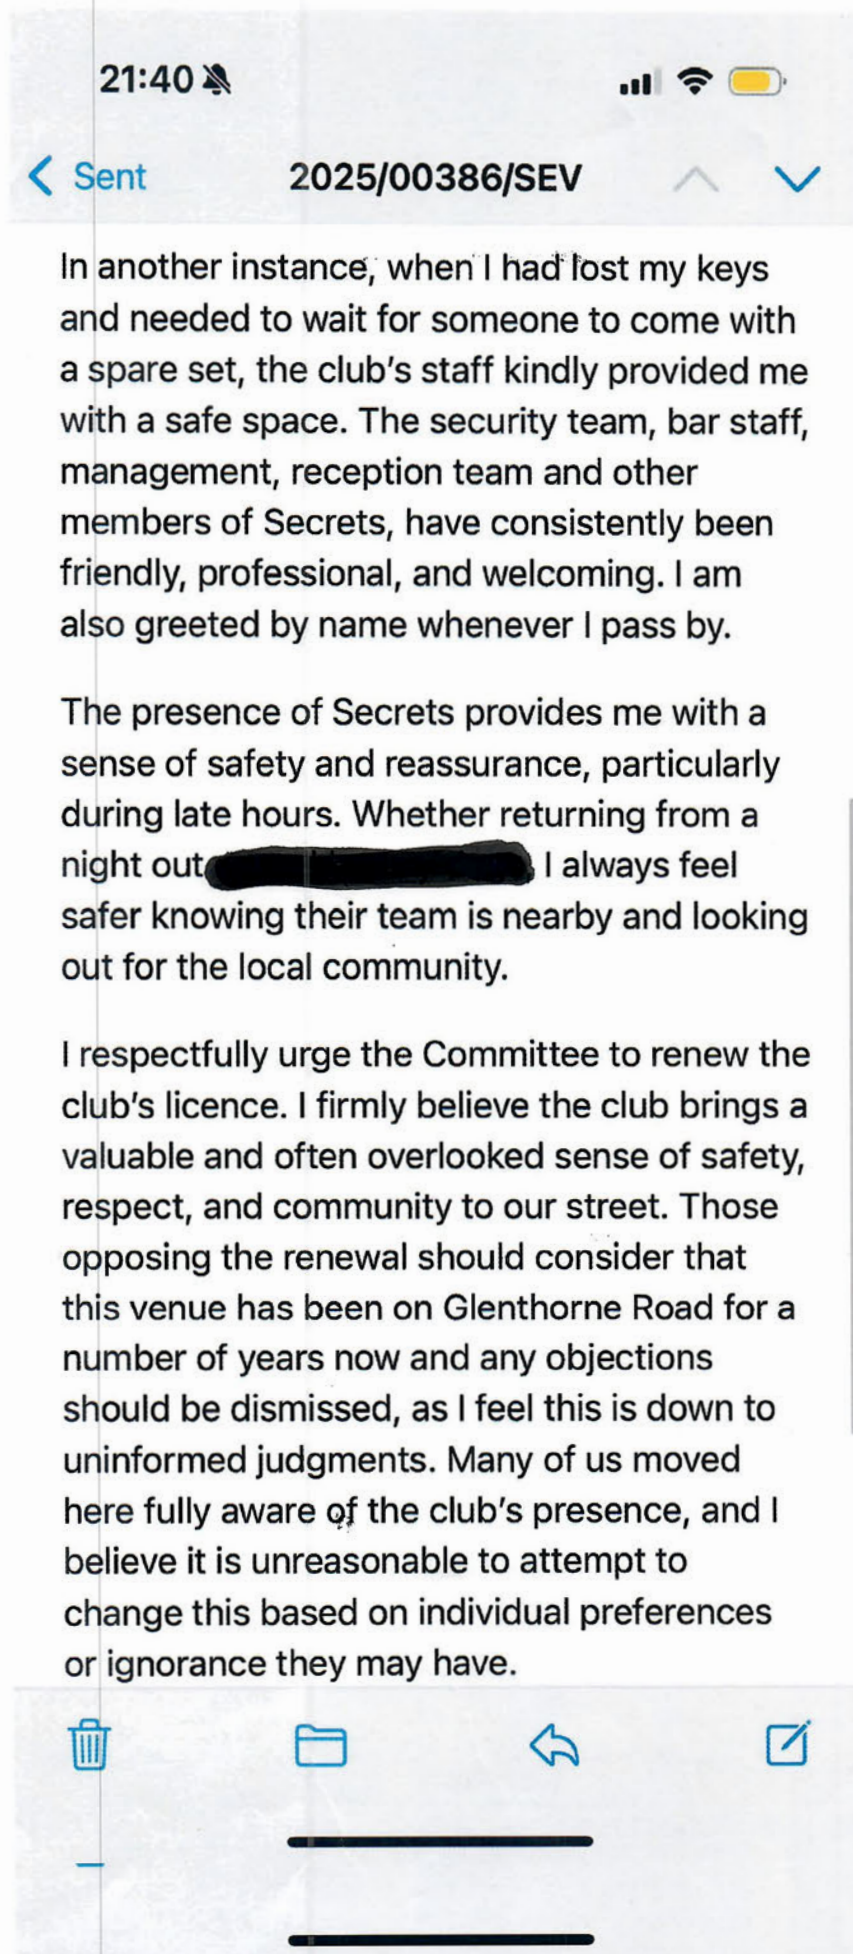 21:40
Sent
2025/00386/SEV
In another instance, when I had lost my keys
and needed to wait for someone to come with
a spare set, the club's staff kindly provided me
with a safe space. The security team, bar staff,
management, reception team and other
members of Secrets, have consistently been
friendly, professional, and welcoming. I am
also greeted by name whenever I pass by.
The presence of Secrets provides me with a
sense of safety and reassurance, particularly
during late hours. Whether returning from a
night out I always feel
safer knowing their team is nearby and looking
out for the local community.
I respectfully urge the Committee to renew the
club's licence. I firmly believe the club brings a
valuable and often overlooked sense of safety,
respect, and community to our street. Those
opposing the renewal should consider that
this venue has been on Glenthorne Road for a
number of years now and any objections
should be dismissed, as I feel this is down to
uninformed judgments. Many of us moved
here fully aware of the club's presence, and I
believe it is unreasonable to attempt to
change this based on individual preferences
or ignorance they may have.